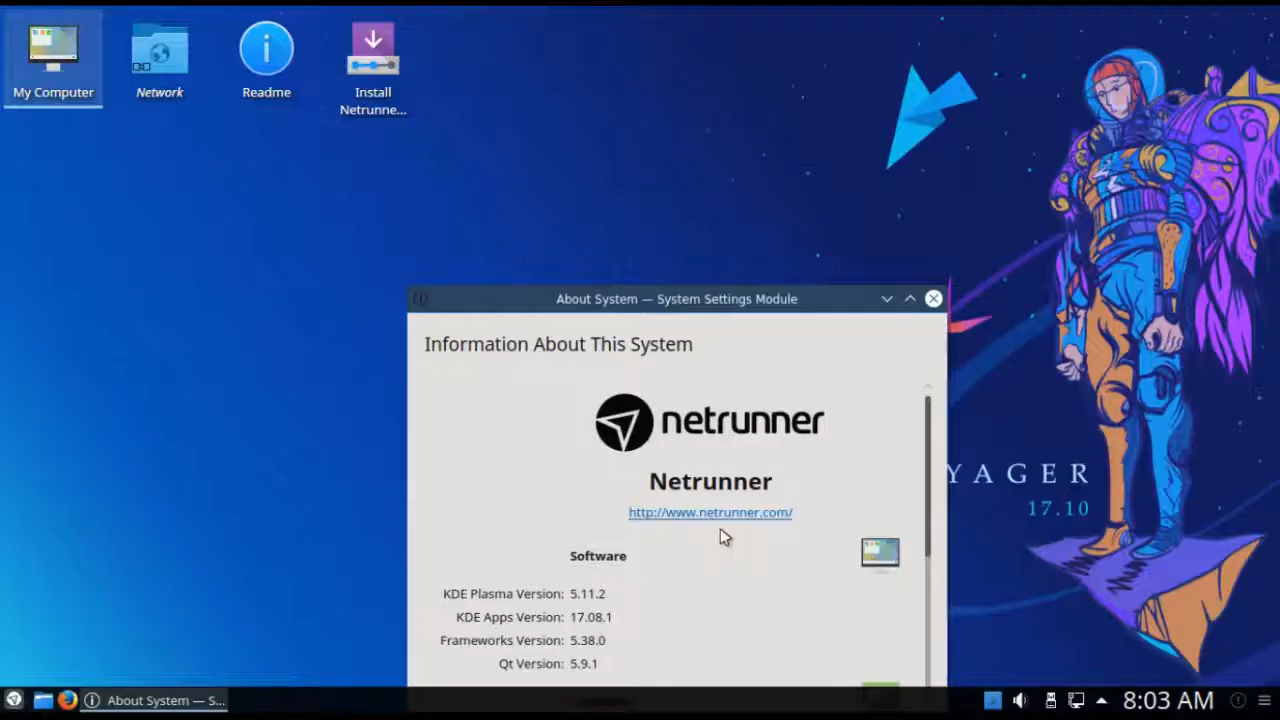 My Computer
Network
Readme
Install
Netrunne...
About System — System Settings Module
Information About This System
netrunner
Netrunner
http://www.netrunner.com/
Software
KDE Plasma Version: 5.11.2
KDE Apps Version: 17.08.1
Frameworks Version: 5.38.0
Qt Version: 5.9.1
YAGER
17.10
About System — S...
8:03 AM